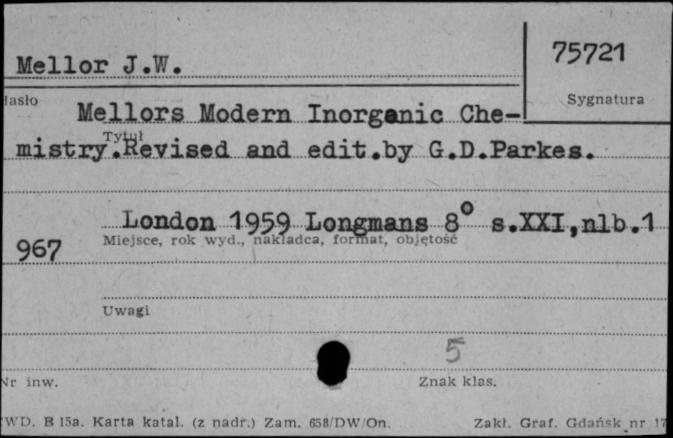 75721
Mellor J.W.
Hasło
Sygnatura
Mellors Modern Inorganic Che-
Tytuł
mistry.Revised and edit.by G.D.Parkes.
London 1959 Longmans 8° s.XXI,nlb.1
Miejsce, rok wyd., nakładca, format, objętość
967
Uwagi
5
Nr inw.
Znak klas.
WD. B 15a. Karta katal. (z nadr.) Zam. 658/DW/On.
Zakł. Graf. Gdańsk nr 17